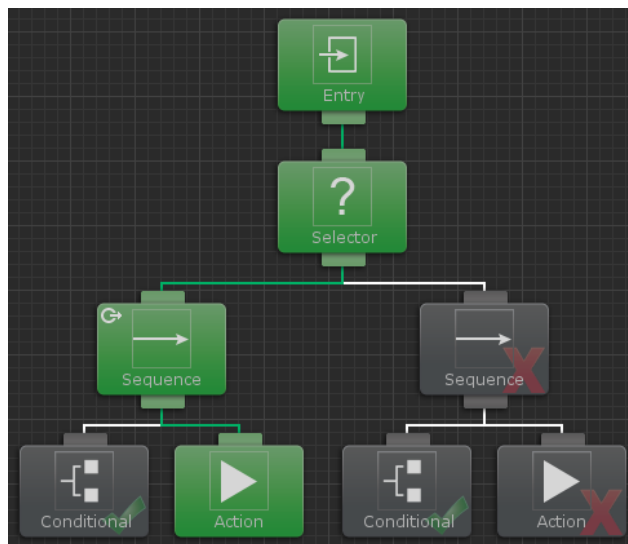 Entry
?
Selector
Sequence
Sequence
Conditional
Action
Conditional
Action